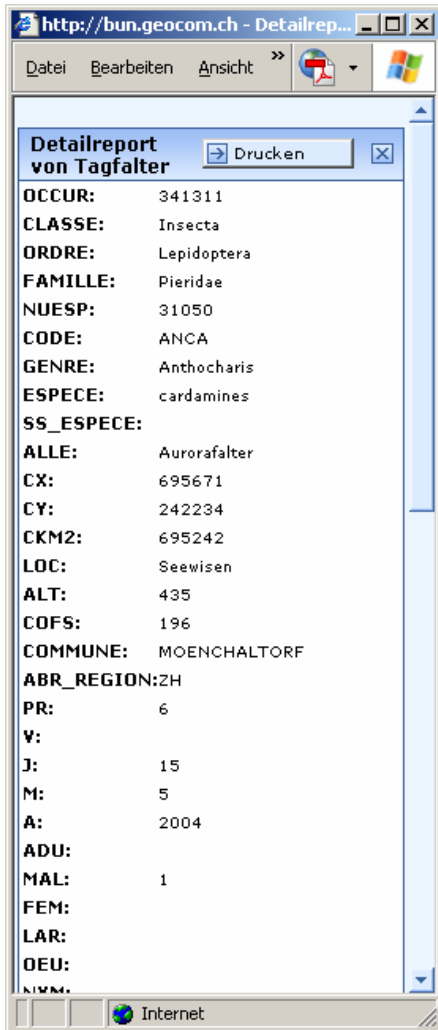 http://bun.geocom.ch - Detailrep...
Datei Bearbeiten Ansicht »
Detailreport
von Tagfalter
Drucken
OCCUR: 341311
CLASSE: Insecta
ORDRE: Lepidoptera
FAMILLE: Pieridae
NUESP: 31050
CODE: ANCA
GENRE: Anthocharis
ESPECE: cardamines
SS_ESPECE:
ALLE: Aurorafalter
CX: 695671
CY: 242234
CKM2: 695242
LOC: Seewisen
ALT: 435
COFS: 196
COMMUNE: MOENCHALTORF
ABR_REGION:ZH
PR: 6
V:
J: 15
M: 5
A: 2004
ADU:
MAL: 1
FEM:
LAR:
OEU:
Internet